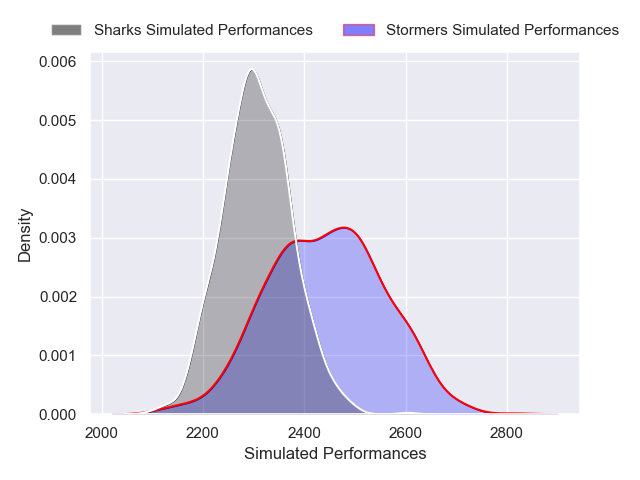 Sharks Simulated Performances Stormers Simulated Performances
0.006
0.005
0.004
0.003
0.002
0.001
0.000
Density
2000 2200 2400 2600 2800
Simulated Performances